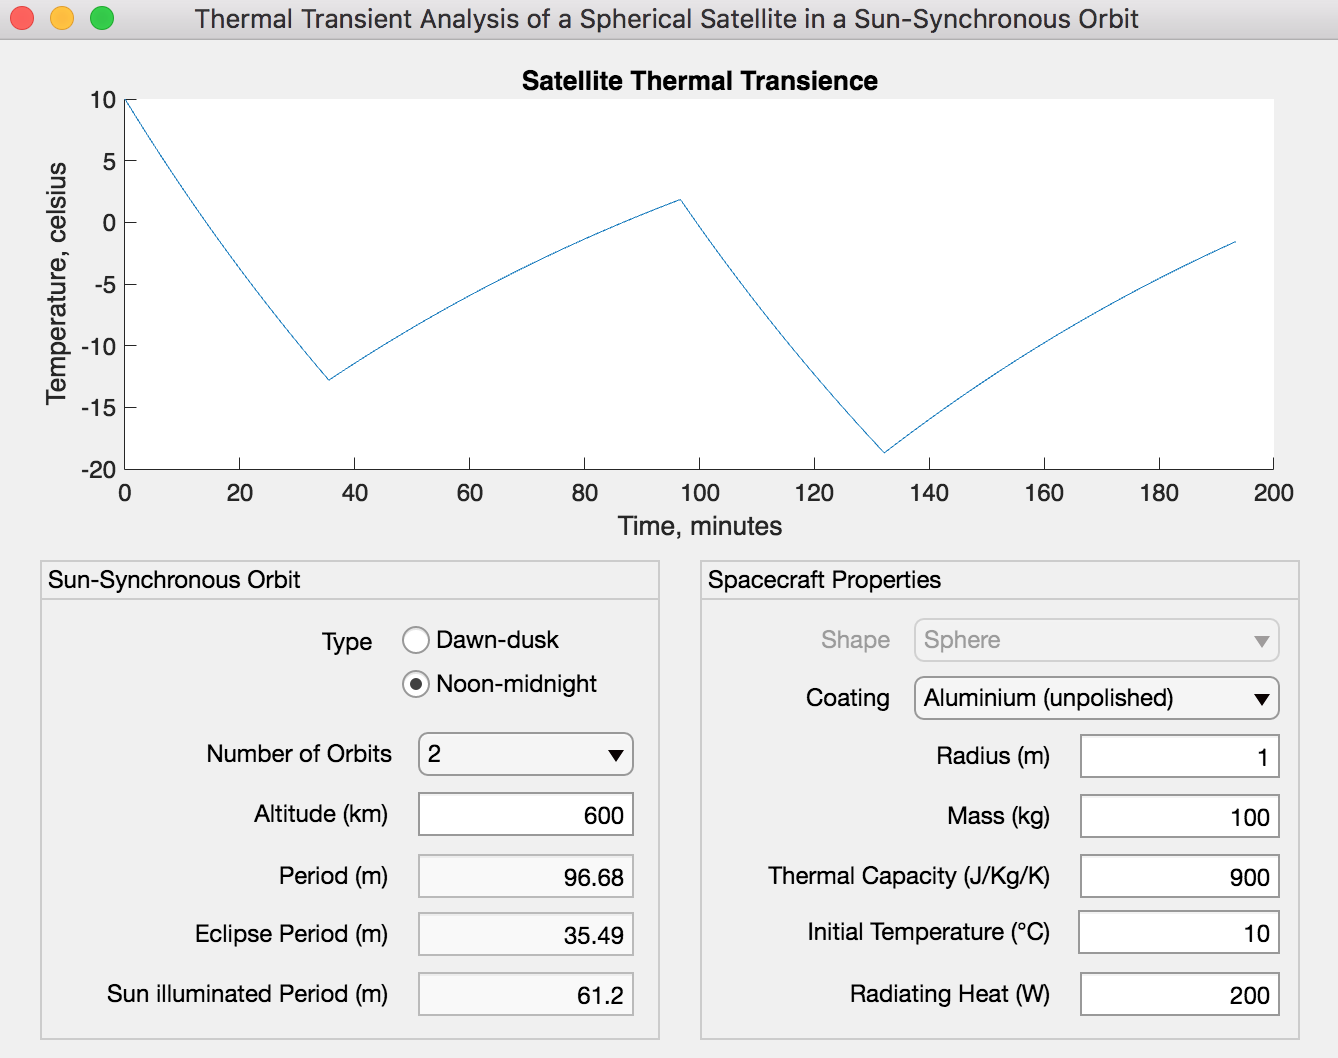 Thermal Transient Analysis of a Spherical Satellite in a Sun-Synchronous Orbit
Satellite Thermal Transience
10
5
0
-5
-10
-15
-20
Temperature, celsius
0 20 40 60 80 100 120 140 160 180 200
Time, minutes
Sun-Synchronous Orbit
Type Dawn-dusk
Noon-midnight
Number of Orbits 2
Altitude (km) 600
Period (m) 96.68
Eclipse Period (m) 35.49
Sun illuminated Period (m) 61.2
Spacecraft Properties
Shape Sphere
Coating Aluminium (unpolished)
Radius (m) 1
Mass (kg) 100
Thermal Capacity (J/Kg/K) 900
Initial Temperature (°C) 10
Radiating Heat (W) 200